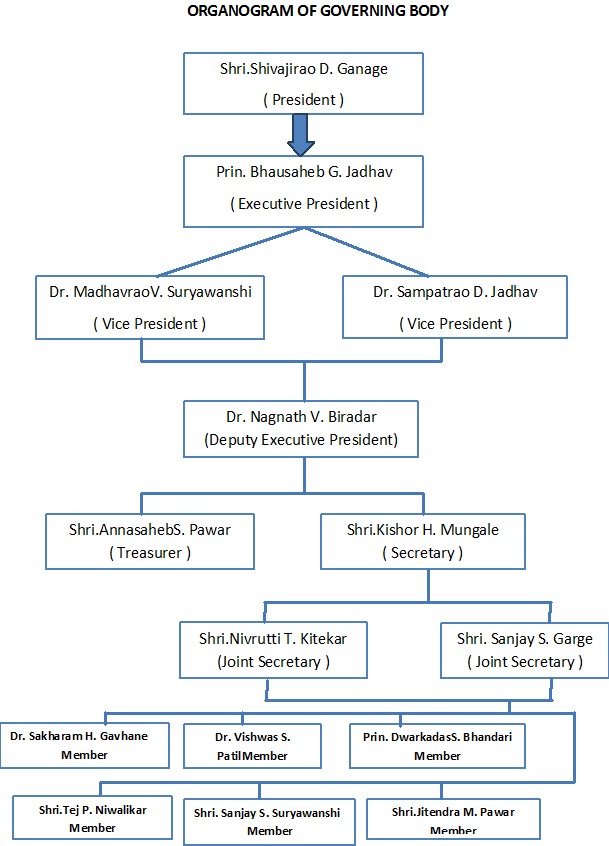 ORGANOGRAM OF GOVERNING BODY
Shri.Shivajirao D. Ganage
( President )
Prin. Bhausaheb G. Jadhav
( Executive President )
Dr. MadhavraoV. Suryawanshi
( Vice President )
Dr. Sampatrao D. Jadhav
( Vice President )
Dr. Nagnath V. Biradar
(Deputy Executive President)
Shri.AnnasahebS. Pawar
( Treasurer )
Shri.Kishor H. Mungale
( Secretary )
Shri.Nivrutti T. Kitekar
(Joint Secretary )
Shri. Sanjay S. Garge
( Joint Secretary )
Dr. Sakharam H. Gavhane
Member
Dr. Vishwas S.
PatilMember
Prin. DwarkadasS. Bhandari
Member
Shri.Tej P. Niwalikar
Member
Shri. Sanjay S. Suryawanshi
Member
Shri.Jitendra M. Pawar
Member